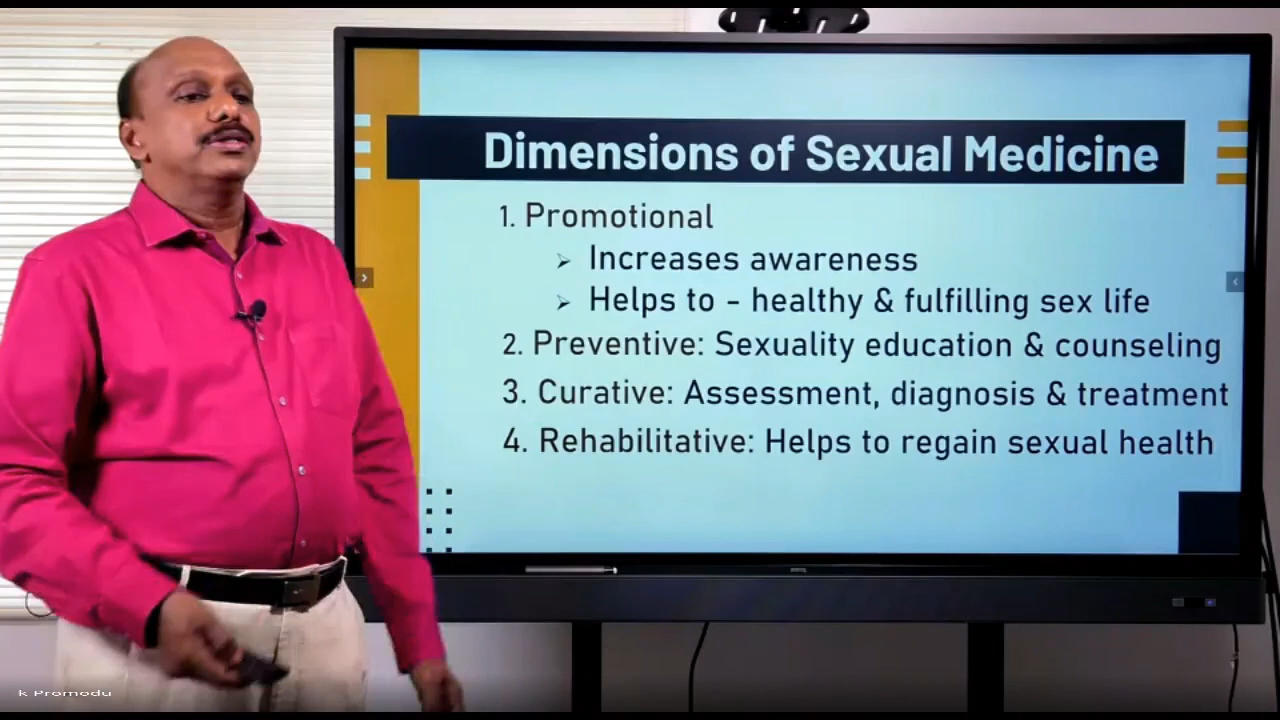 Dimensions of Sexual Medicine
1. Promotional
➢ Increases awareness
➢ Helps to - healthy & fulfilling sex life
2. Preventive: Sexuality education & counseling
3. Curative: Assessment, diagnosis & treatment
4. Rehabilitative: Helps to regain sexual health
k Promodu